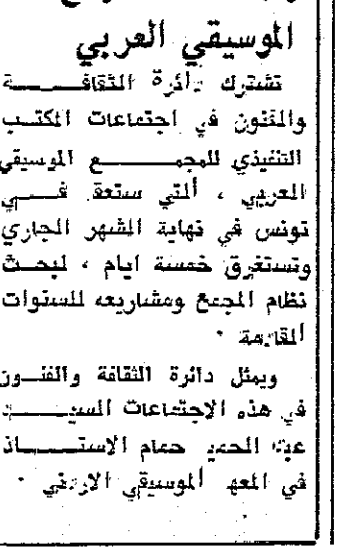 الموسيقي العربي
تشترك دائرة الثقافة
والفنون في اجتماعات المكتب
التنفيذي للمجمع الموسيقي
العربي ، التي ستعقد في
تونس في نهاية الشهر الجاري
وتستغرق خمسة ايام ، لبحث
نظام المجمع ومشاريعه للسنوات
القادمة .
ويمثل دائرة الثقافة والفنون
في هذه الاجتماعات السيد
عبد الحميد حمام الاستاذ
في المعهد الموسيقي الاردني .